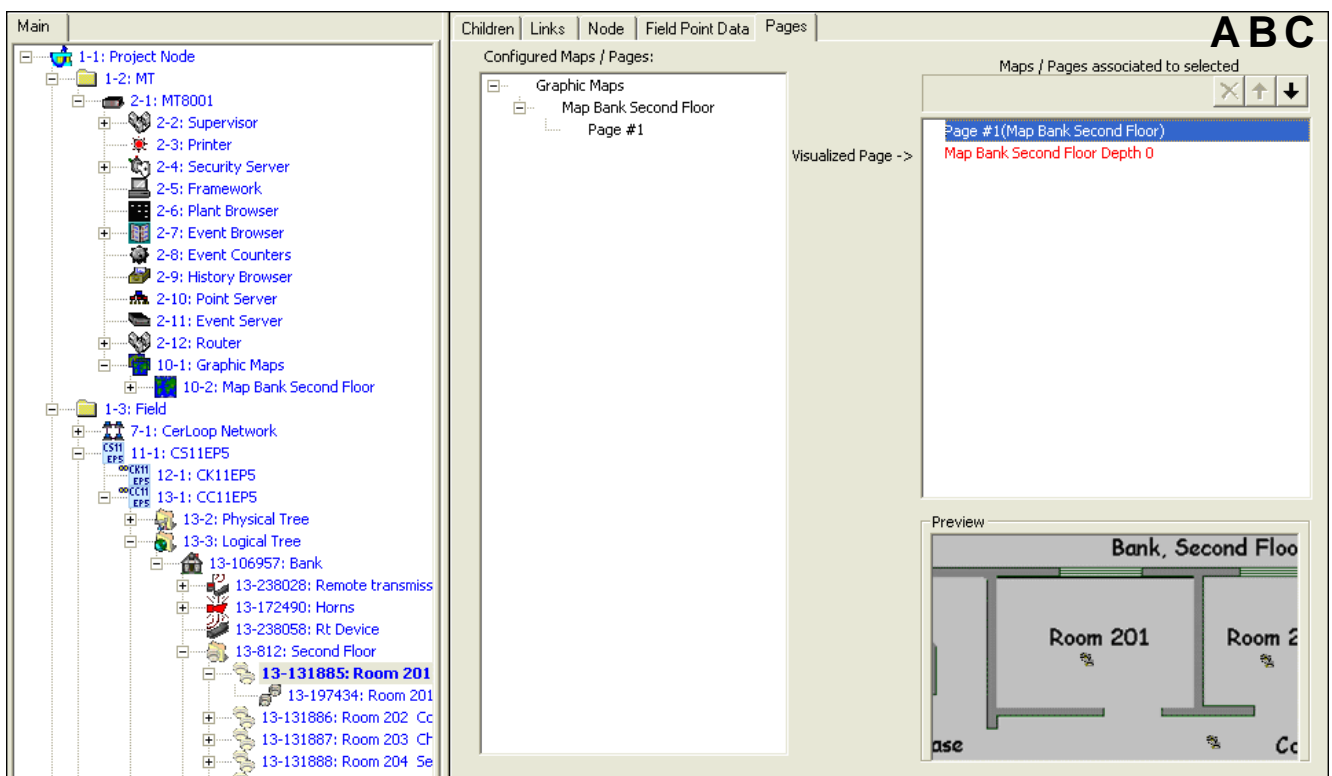 Main
1-1: Project Node
1-2: MT
2-1: MT8001
2-2: Supervisor
2-3: Printer
2-4: Security Server
2-5: Framework
2-6: Plant Browser
2-7: Event Browser
2-8: Event Counters
2-9: History Browser
2-10: Point Server
2-11: Event Server
2-12: Router
10-1: Graphic Maps
10-2: Map Bank Second Floor
1-3: Field
7-1: CerLoop Network
CS11
EP5
11-1: CS11EP5
CK11
EP5
12-1: CK11EP5
CC11
EP5
13-1: CC11EP5
13-2: Physical Tree
13-3: Logical Tree
13-106957: Bank
13-238028: Remote transmiss
13-172490: Horns
13-238058: Rt Device
13-812: Second Floor
13-131885: Room 201
13-197434: Room 201
13-131886: Room 202 Co
13-131887: Room 203 Ch
13-131888: Room 204 Se
Children Links Node Field Point Data Pages
A B C
Configured Maps / Pages:
Graphic Maps
Map Bank Second Floor
Page #1
Visualized Page ->
Maps / Pages associated to selected
Page #1(Map Bank Second Floor)
Map Bank Second Floor Depth 0
Preview
Bank, Second Floo
Room 201
Room 2
ase
Co